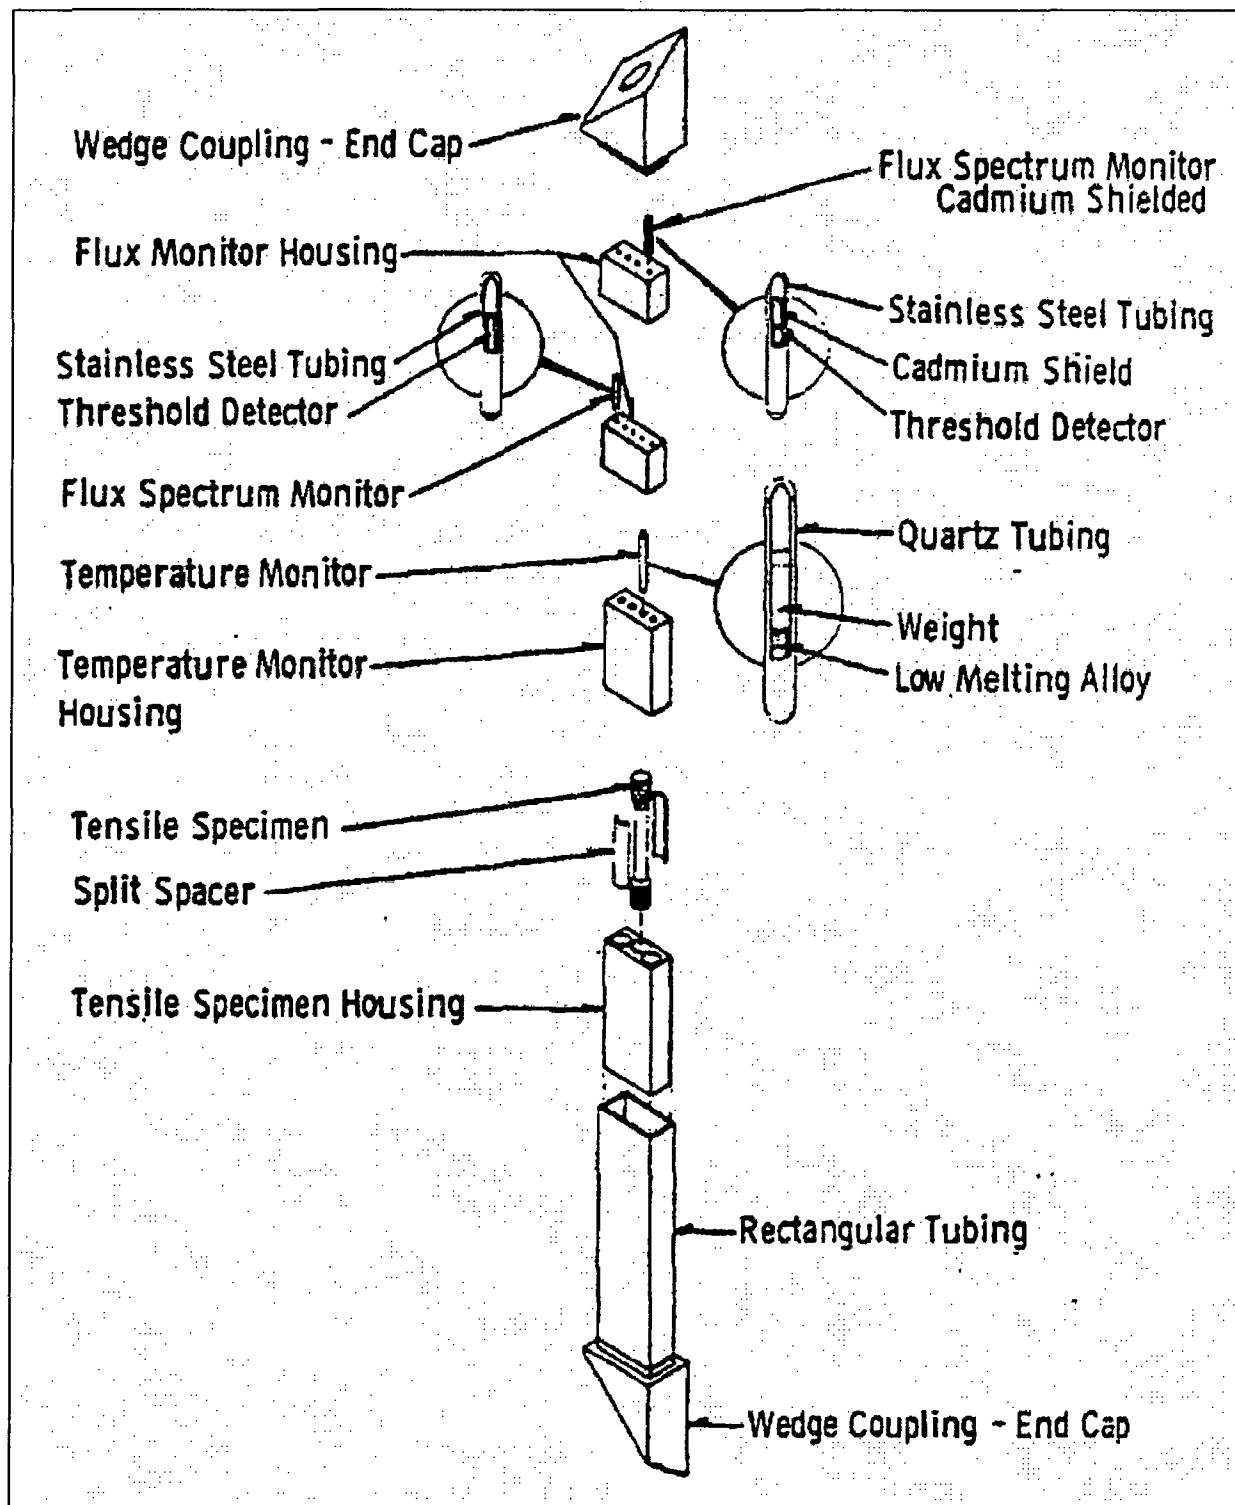 Wedge Coupling - End Cap
Flux Spectrum Monitor
Cadmium Shielded
Flux Monitor Housing
Stainless Steel Tubing
Stainless Steel Tubing
Cadmium Shield
Threshold Detector
Threshold Detector
Flux Spectrum Monitor
Quartz Tubing
Temperature Monitor
Weight
Temperature Monitor
Housing
Low Melting Alloy
Tensile Specimen
Split Spacer
Tensile Specimen Housing
Rectangular Tubing
Wedge Coupling - End Cap